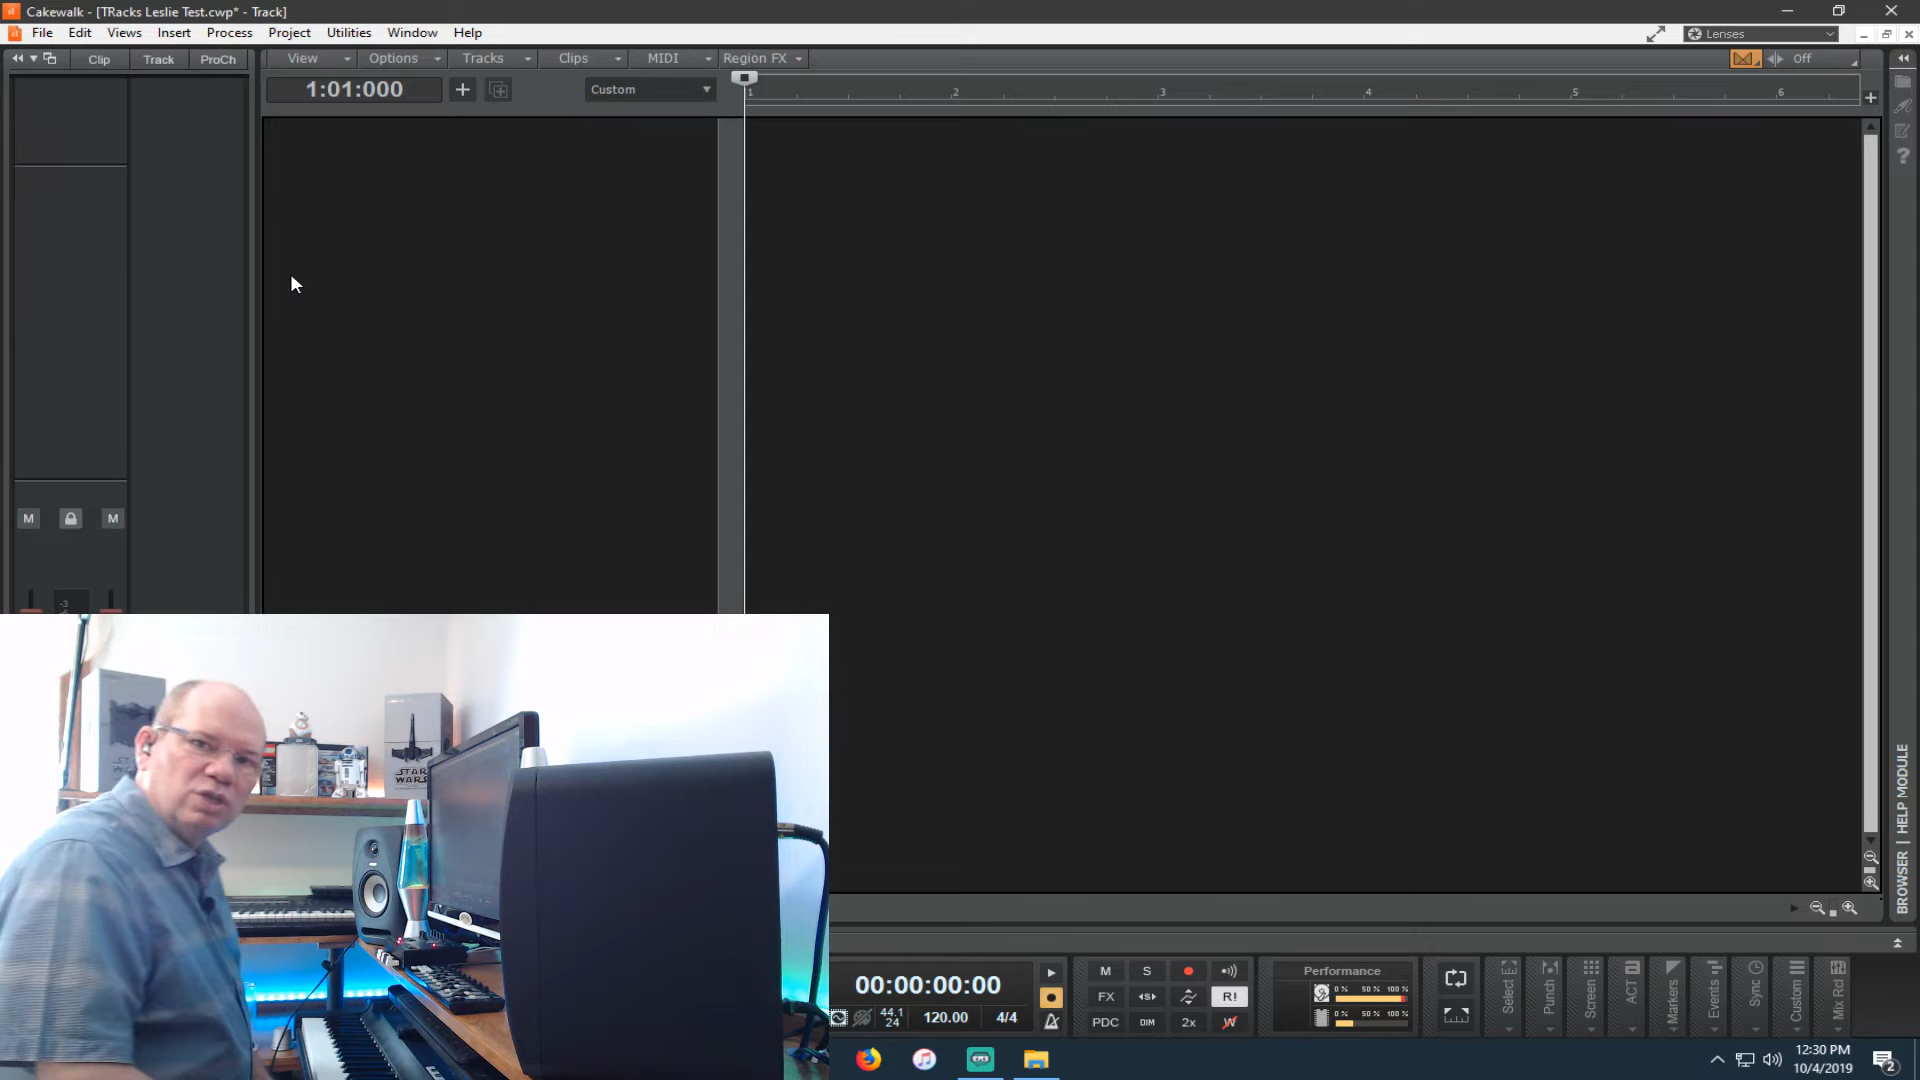 Cakewalk - [TRacks Leslie Test.cwp* - Track]
File Edit Views Insert Process Project Utilities Window Help
Lenses
Clip Track ProCh
View Options Tracks Clips MIDI Region FX
Off
1:01:000
Custom
1 2 3 4 5 6
M M
-3
STAR
WARS
STAR
WARS
BROWSER | HELP MODULE
00:00:00:00
44.1
24
120.00
4/4
M S
FX R!
PDC DIM 2x W
Performance
0 % 50 % 100 %
0 % 50 % 100 %
Select
Punch
Screen
ACT
Markers
Events
Sync
Custom
Mix Rcl
12:30 PM
10/4/2019
2